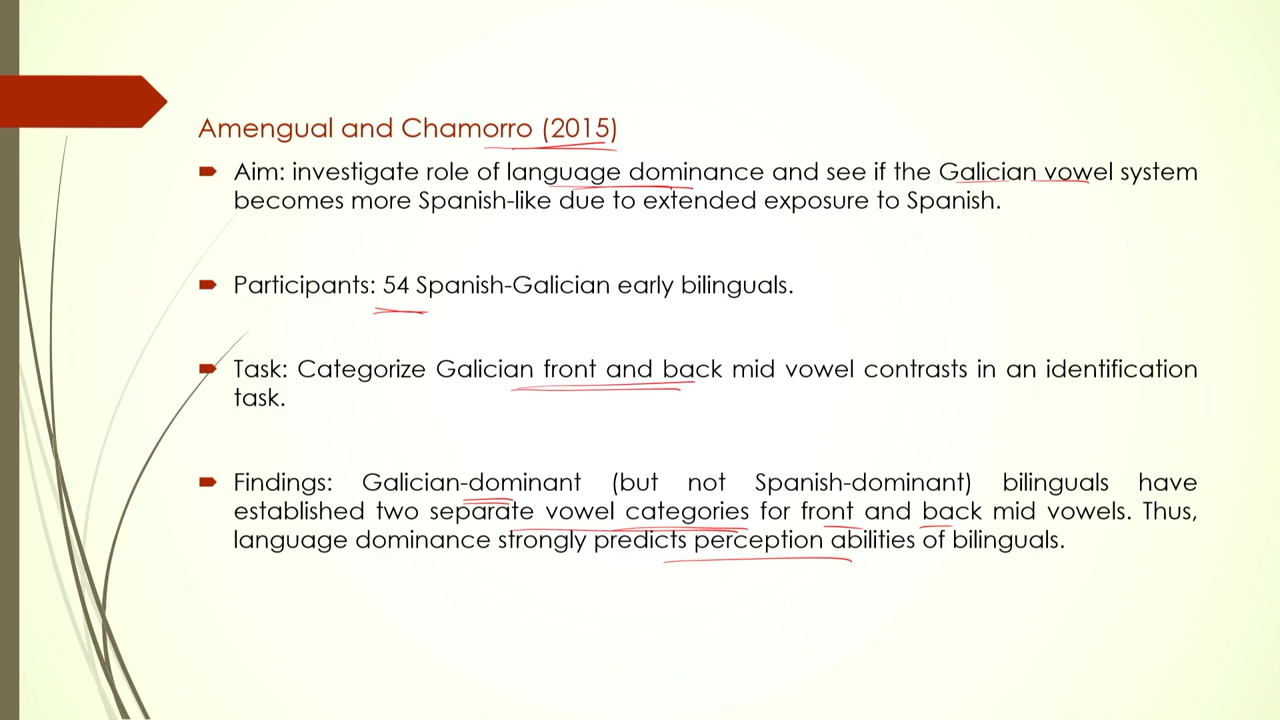 Amengual and Chamorro (2015)
Aim: investigate role of language dominance and see if the Galician vowel system
becomes more Spanish-like due to extended exposure to Spanish.
Participants: 54 Spanish-Galician early bilinguals.
Task: Categorize Galician front and back mid vowel contrasts in an identification
task.
Findings: Galician-dominant (but not Spanish-dominant) bilinguals have
established two separate vowel categories for front and back mid vowels. Thus,
language dominance strongly predicts perception abilities of bilinguals.